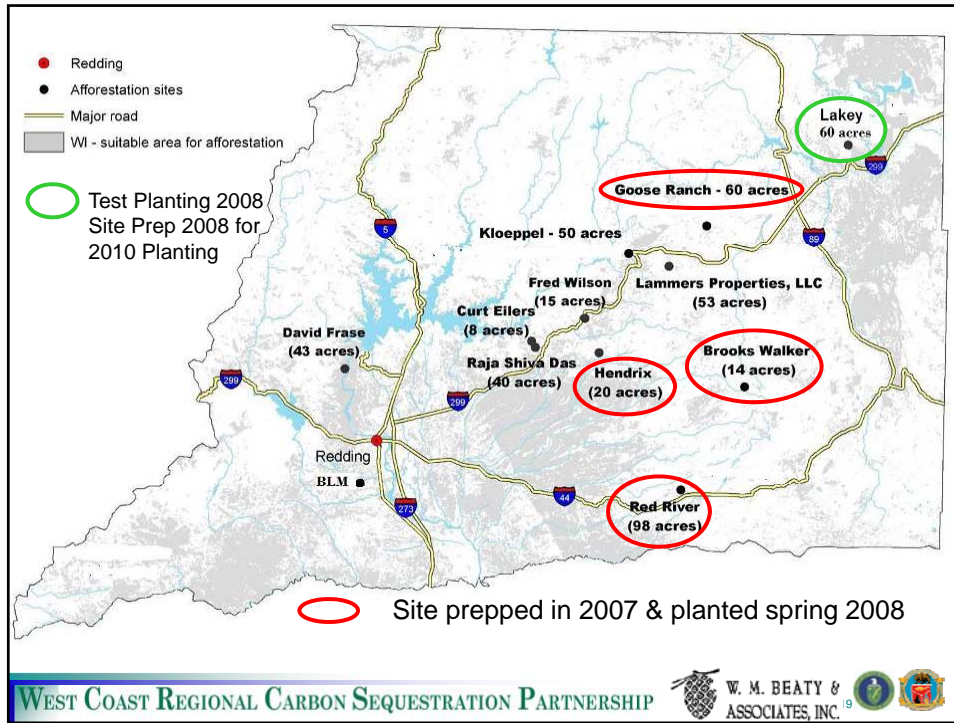 Redding
Afforestation sites
Major road
WI - suitable area for afforestation
Test Planting 2008
Site Prep 2008 for
2010 Planting
Lakey
60 acres
299
Goose Ranch - 60 acres
5
89
Kloeppel - 50 acres
Fred Wilson
(15 acres)
Lammers Properties, LLC
(53 acres)
Curt Eilers
(8 acres)
David Frase
(43 acres)
Raja Shiva Das
(40 acres)
Hendrix
(20 acres)
Brooks Walker
(14 acres)
299
299
Redding
BLM
44
273
Red River
(98 acres)
Site prepped in 2007 & planted spring 2008
WEST COAST REGIONAL CARBON SEQUESTRATION PARTNERSHIP
W. M. BEATY &
ASSOCIATES, INC.
19